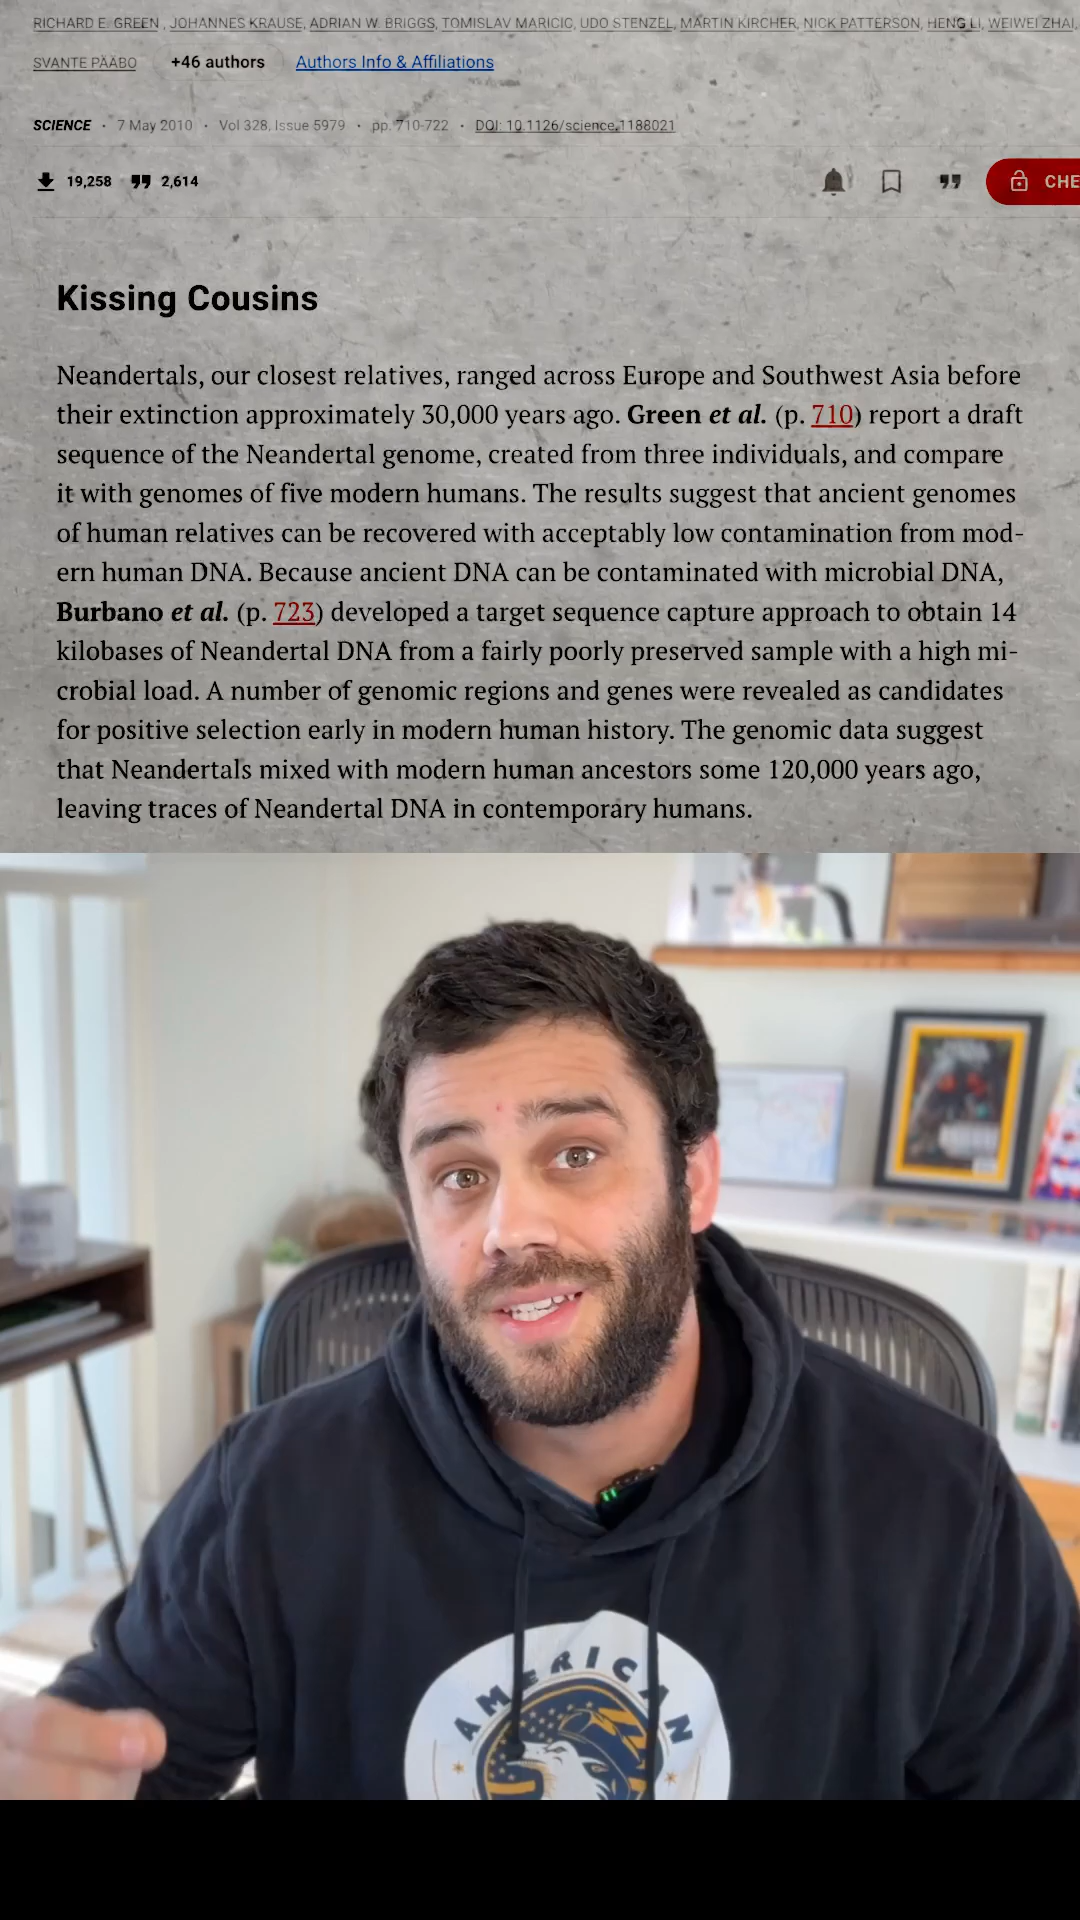 RICHARD E. GREEN , JOHANNES KRAUSE, ADRIAN W. BRIGGS, TOMISLAV MARICIC, UDO STENZEL, MARTIN KIRCHER, NICK PATTERSON, HENG LI, WEIWEI ZHAI,
SVANTE PÄÄBO +46 authors Authors Info & Affiliations
SCIENCE · 7 May 2010 · Vol 328, Issue 5979 · pp. 710-722 · DOI: 10.1126/science.1188021
19,258 2,614 CHE
Kissing Cousins
Neandertals, our closest relatives, ranged across Europe and Southwest Asia before
their extinction approximately 30,000 years ago. Green et al. (p. 710) report a draft
sequence of the Neandertal genome, created from three individuals, and compare
it with genomes of five modern humans. The results suggest that ancient genomes
of human relatives can be recovered with acceptably low contamination from mod-
ern human DNA. Because ancient DNA can be contaminated with microbial DNA,
Burbano et al. (p. 723) developed a target sequence capture approach to obtain 14
kilobases of Neandertal DNA from a fairly poorly preserved sample with a high mi-
crobial load. A number of genomic regions and genes were revealed as candidates
for positive selection early in modern human history. The genomic data suggest
that Neandertals mixed with modern human ancestors some 120,000 years ago,
leaving traces of Neandertal DNA in contemporary humans.
AMERICAN